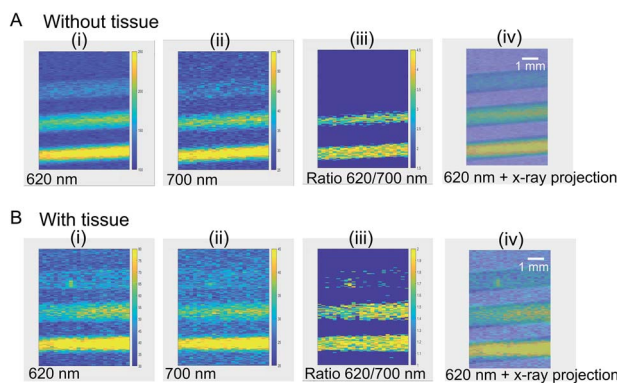 A Without tissue
(i) (ii) (iii) (iv)
1 mm
620 nm 700 nm Ratio 620/700 nm 620 nm + x-ray projection
B With tissue
(i) (ii) (iii) (iv)
1 mm
620 nm 700 nm Ratio 620/700 nm 620 nm + x-ray projection